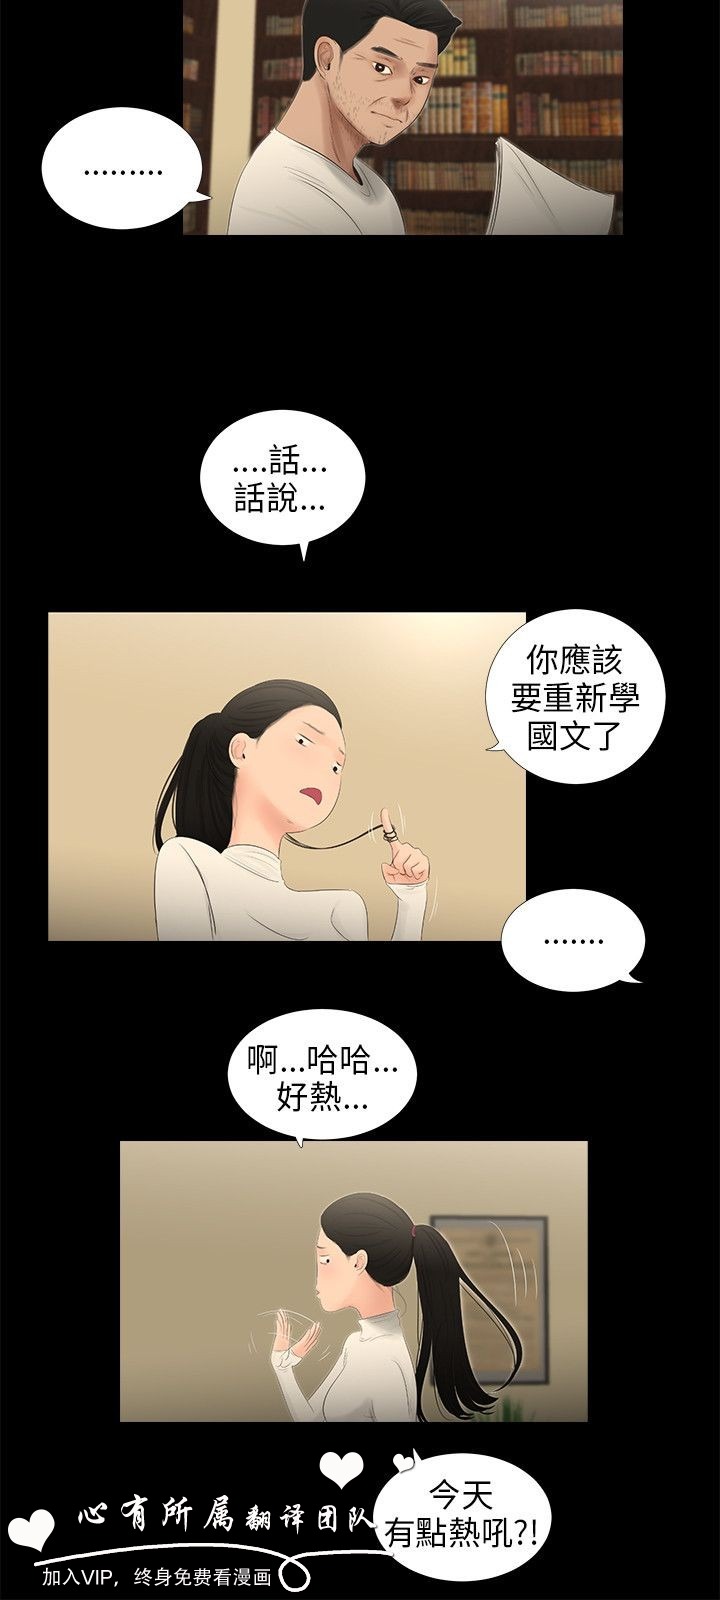 .........
....話...
話說...
你應該
要重新學
國文了
.......
啊...哈哈...
好熱...
今天
有點熱吼?!
心有所属翻译团队
加入VIP，终身免费看漫画